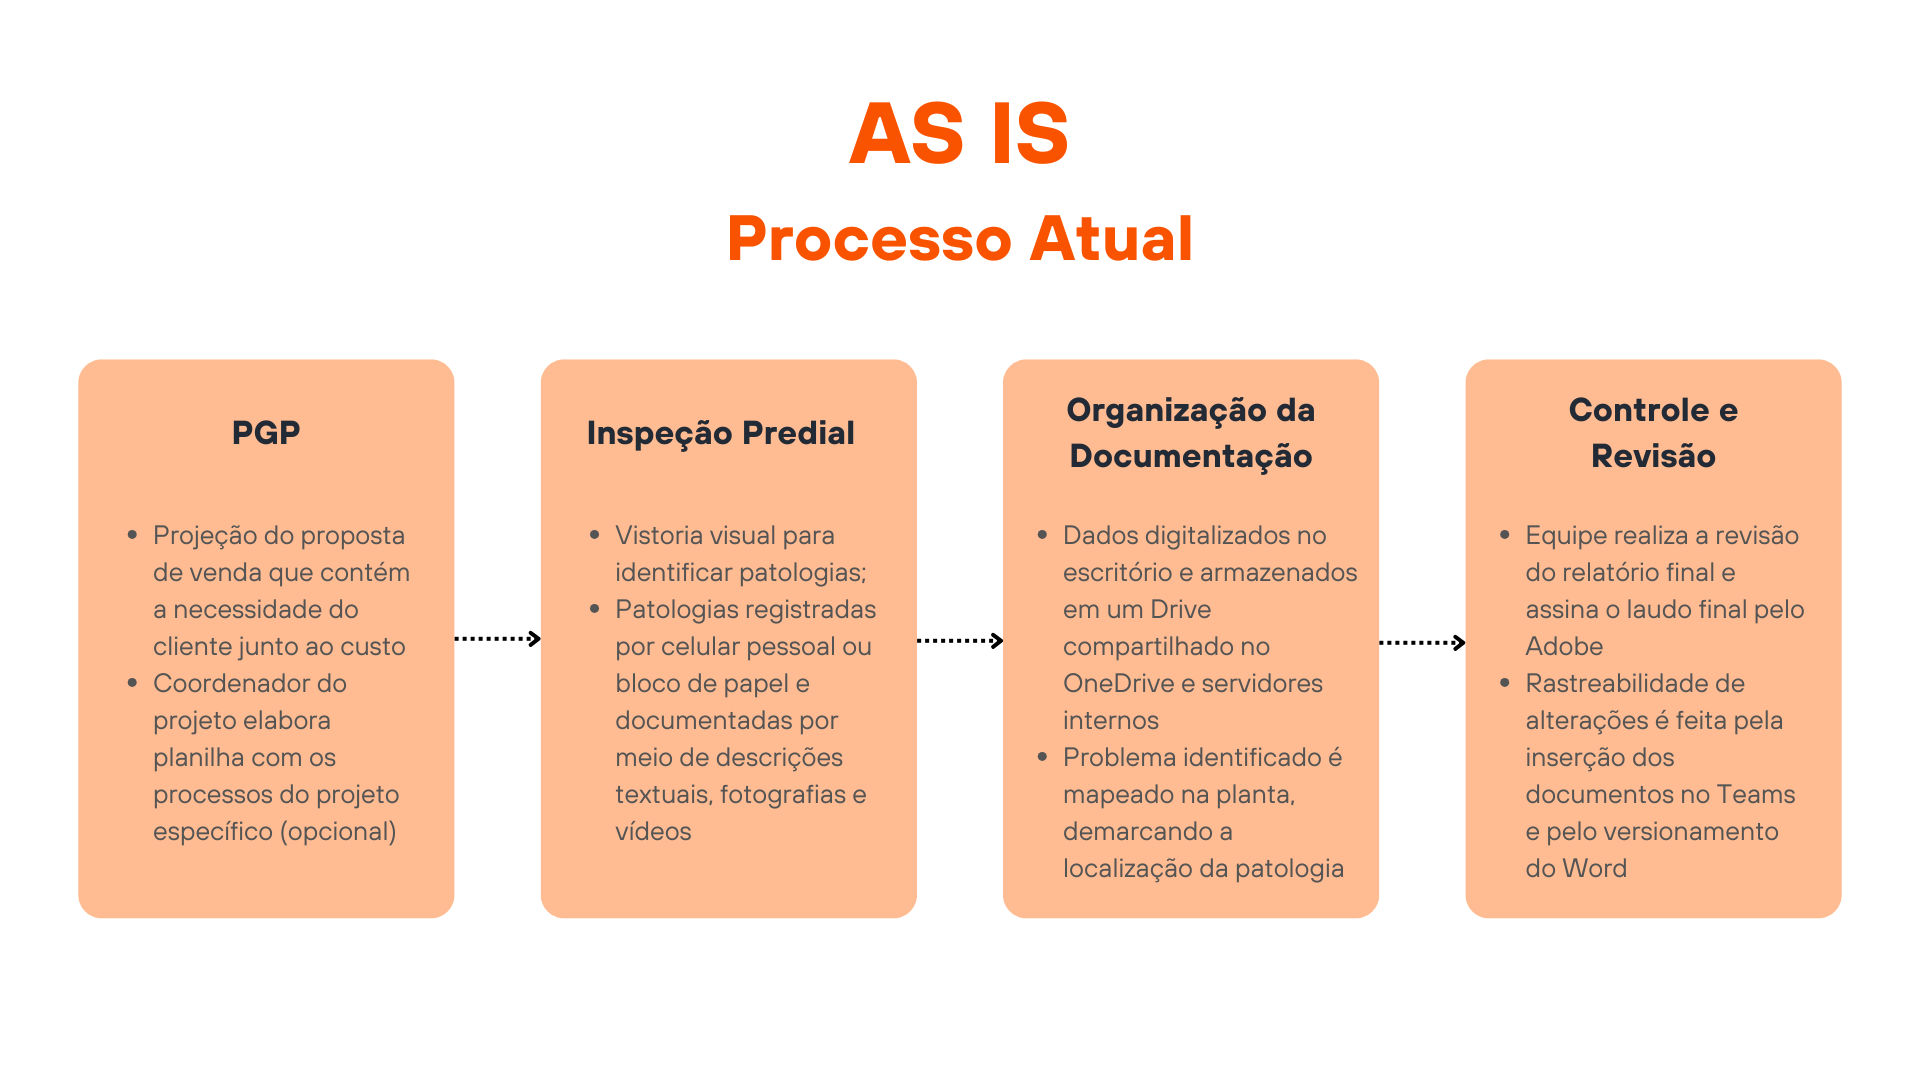 AS IS
Processo Atual
PGP
• Projeção do proposta
de venda que contém
a necessidade do
cliente junto ao custo
• Coordenador do
projeto elabora
planilha com os
processos do projeto
específico (opcional)
Inspeção Predial
• Vistoria visual para
identificar patologias;
• Patologias registradas
por celular pessoal ou
bloco de papel e
documentadas por
meio de descrições
textuais, fotografias e
vídeos
Organização da
Documentação
• Dados digitalizados no
escritório e armazenados
em um Drive
compartilhado no
OneDrive e servidores
internos
• Problema identificado é
mapeado na planta,
demarcando a
localização da patologia
Controle e
Revisão
• Equipe realiza a revisão
do relatório final e
assina o laudo final pelo
Adobe
• Rastreabilidade de
alterações é feita pela
inserção dos
documentos no Teams
e pelo versionamento
do Word